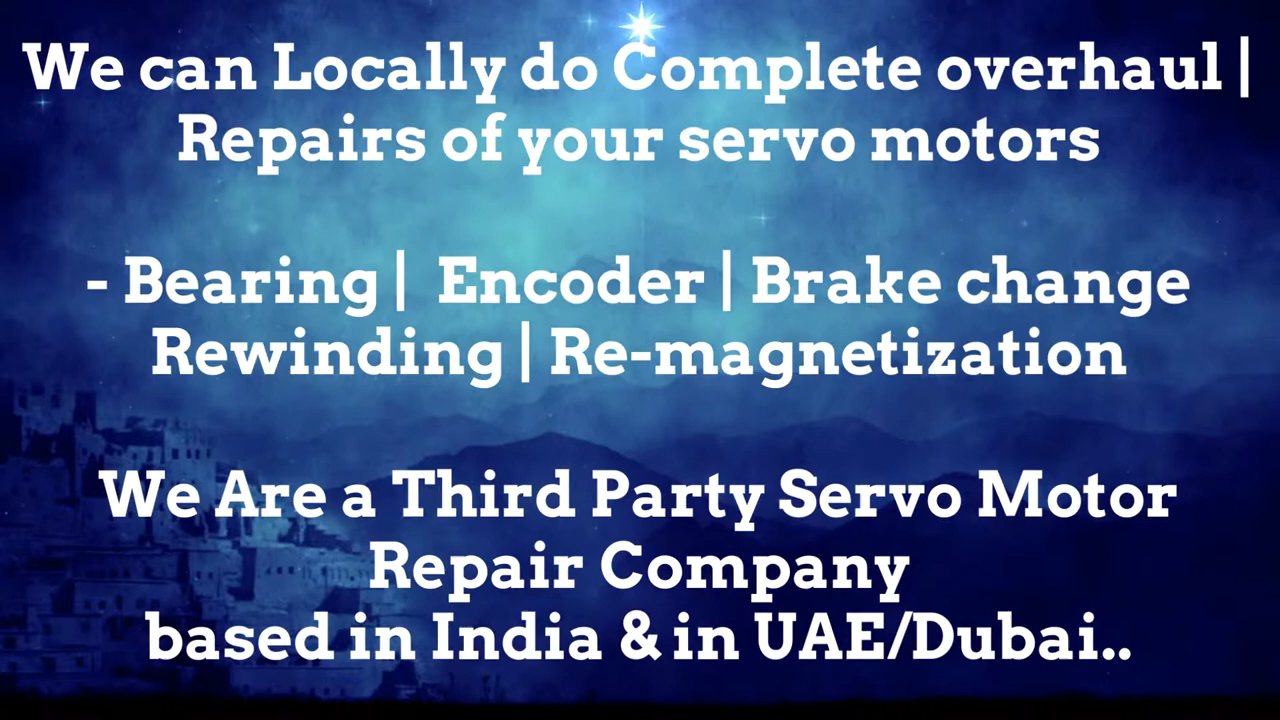 We can Locally do Complete overhaul |
Repairs of your servo motors
- Bearing | Encoder | Brake change
Rewinding | Re-magnetization
We Are a Third Party Servo Motor
Repair Company
based in India & in UAE/Dubai..